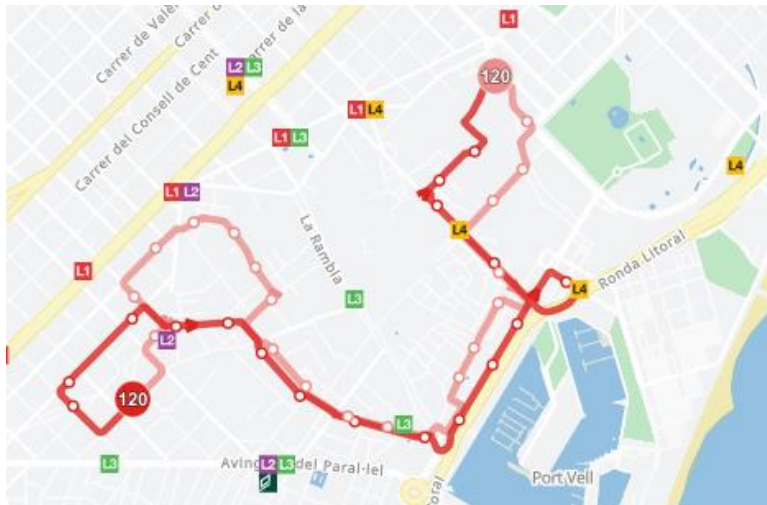 L1
Carrer de Valèn
Carrer d
Carrer de la
L2 L3
L4
120
Carrer del Consell de Cent
L1 L4
L1 L3
L4
L1 L2
La Rambla
L4
L1
Ronda Litoral
L4
L3
L2
120
L3
L3
L2 L3
Avinguda del Paral·lel
Port Vell
oral